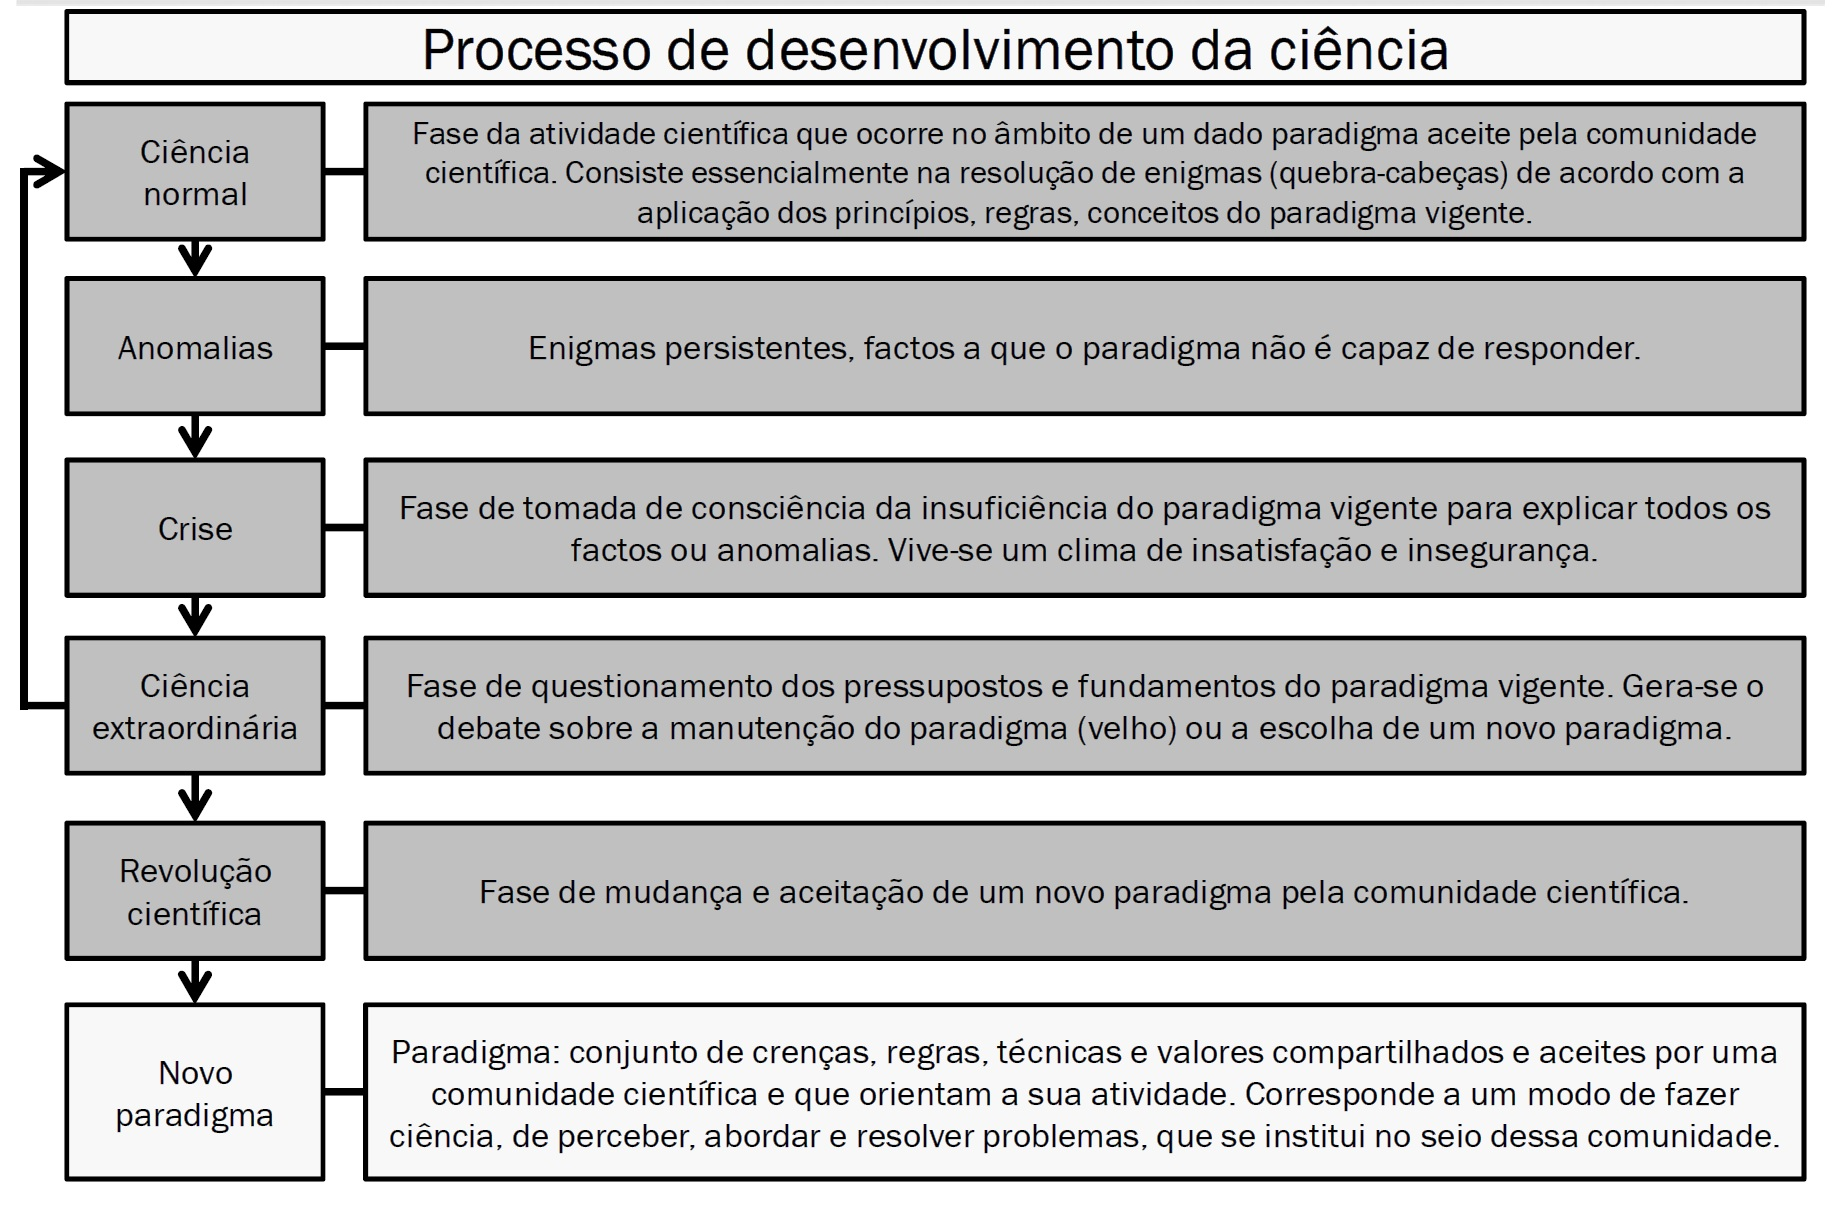 Processo de desenvolvimento da ciência
Ciência
normal
Fase da atividade científica que ocorre no âmbito de um dado paradigma aceite pela comunidade
científica. Consiste essencialmente na resolução de enigmas (quebra-cabeças) de acordo com a
aplicação dos princípios, regras, conceitos do paradigma vigente.
Anomalias
Enigmas persistentes, factos a que o paradigma não é capaz de responder.
Crise
Fase de tomada de consciência da insuficiência do paradigma vigente para explicar todos os
factos ou anomalias. Vive-se um clima de insatisfação e insegurança.
Ciência
extraordinária
Fase de questionamento dos pressupostos e fundamentos do paradigma vigente. Gera-se o
debate sobre a manutenção do paradigma (velho) ou a escolha de um novo paradigma.
Revolução
científica
Fase de mudança e aceitação de um novo paradigma pela comunidade científica.
Novo
paradigma
Paradigma: conjunto de crenças, regras, técnicas e valores compartilhados e aceites por uma
comunidade científica e que orientam a sua atividade. Corresponde a um modo de fazer
ciência, de perceber, abordar e resolver problemas, que se institui no seio dessa comunidade.